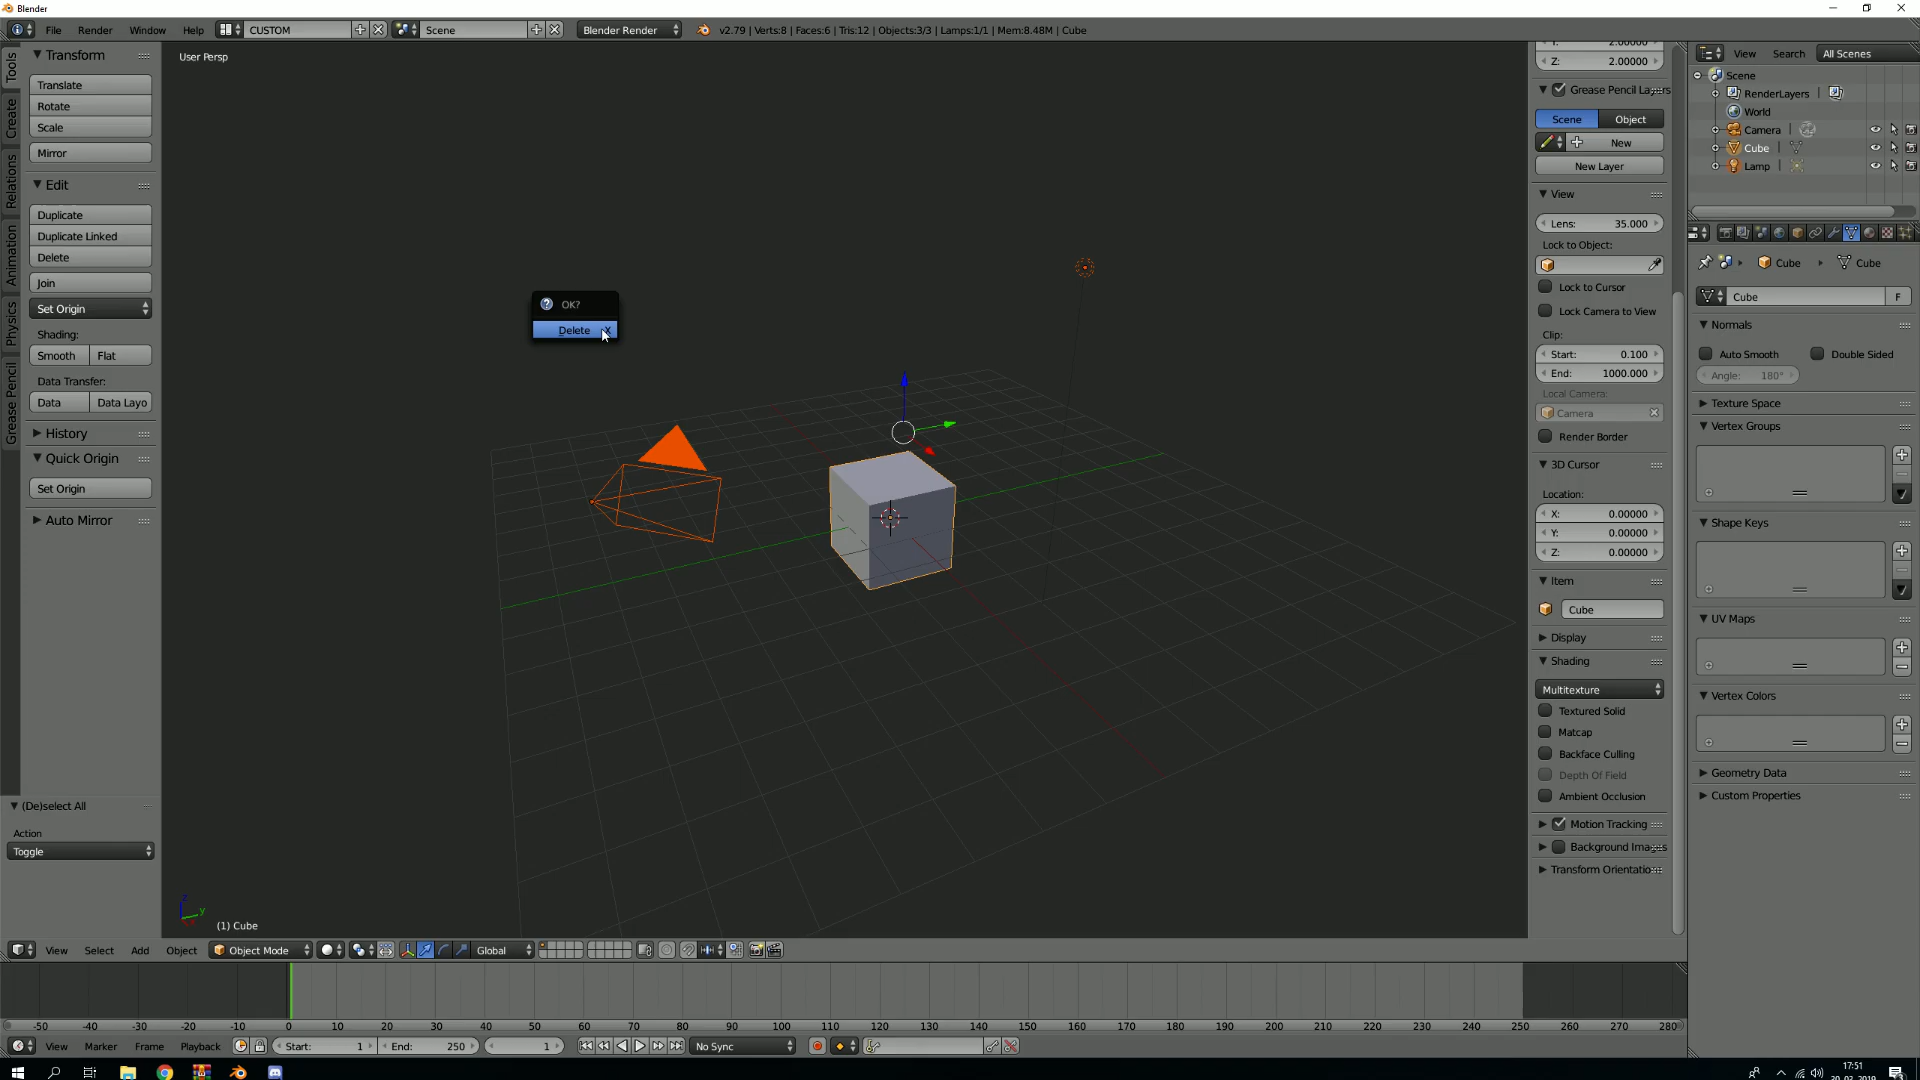 Blender
File Render Window Help CUSTOM Scene Blender Render v2.79 | Verts:8 | Faces:6 | Tris:12 | Objects:3/3 | Lamps:1/1 | Mem:8.48M | Cube
Tools
Create
Relations
Animation
Physics
Grease Pencil
Transform
Translate
Rotate
Scale
Mirror
Edit
Duplicate
Duplicate Linked
Delete
Join
Set Origin
Shading:
Smooth Flat
Data Transfer:
Data Data Layo
History
Quick Origin
Set Origin
Auto Mirror
(De)select All
Action
Toggle
User Persp
OK?
Delete X
z
y
(1) Cube
2.00000
Z: 2.00000
Grease Pencil Layers
Scene Object
New
New Layer
View
Lens: 35.000
Lock to Object:
Lock to Cursor
Lock Camera to View
Clip:
Start: 0.100
End: 1000.000
Local Camera:
Camera
Render Border
3D Cursor
Location:
X: 0.00000
Y: 0.00000
Z: 0.00000
Item
Cube
Display
Shading
Multitexture
Textured Solid
Matcap
Backface Culling
Depth Of Field
Ambient Occlusion
Motion Tracking
Background Images
Transform Orientatio
View Search All Scenes
Scene
RenderLayers |
World
Camera |
Cube |
Lamp |
Cube Cube
Cube F
Normals
Auto Smooth Double Sided
Angle: 180°
Texture Space
Vertex Groups
Shape Keys
UV Maps
Vertex Colors
Geometry Data
Custom Properties
View Select Add Object Object Mode Global
-50 -40 -30 -20 -10 0 10 20 30 40 50 60 70 80 90 100 110 120 130 140 150 160 170 180 190 200 210 220 230 240 250 260 270 280
View Marker Frame Playback Start: 1 End: 250 1 No Sync
17:51